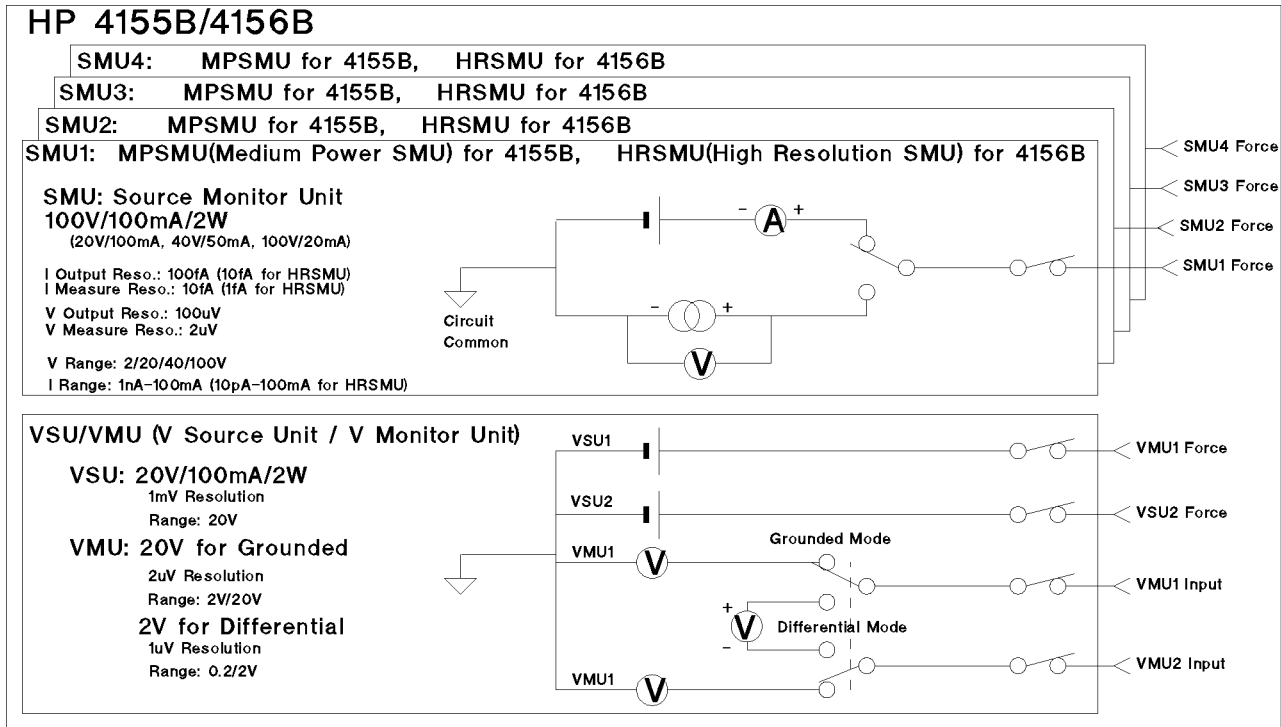 HP 4155B/4156B
SMU4: MPSMU for 4155B, HRSMU for 4156B
SMU3: MPSMU for 4155B, HRSMU for 4156B
SMU2: MPSMU for 4155B, HRSMU for 4156B
SMU1: MPSMU(Medium Power SMU) for 4155B, HRSMU(High Resolution SMU) for 4156B
SMU: Source Monitor Unit
100V/100mA/2W
(20V/100mA, 40V/50mA, 100V/20mA)
I Output Reso.: 100fA (10fA for HRSMU)
I Measure Reso.: 10fA (1fA for HRSMU)
V Output Reso.: 100uV
V Measure Reso.: 2uV
V Range: 2/20/40/100V
I Range: 1nA-100mA (10pA-100mA for HRSMU)
Circuit
Common
- A +
- +
V
SMU4 Force
SMU3 Force
SMU2 Force
SMU1 Force
VSU/VMU (V Source Unit / V Monitor Unit)
VSU: 20V/100mA/2W
1mV Resolution
Range: 20V
VMU: 20V for Grounded
2uV Resolution
Range: 2V/20V
2V for Differential
1uV Resolution
Range: 0.2/2V
VSU1
VMU1 Force
VSU2
VSU2 Force
VMU1
V
Grounded Mode
VMU1 Input
+
V
-
Differential Mode
VMU1
V
VMU2 Input